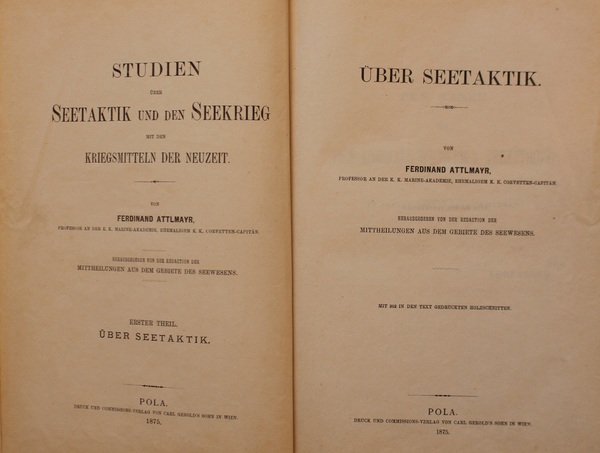 STUDIEN
ÜBER
SEETAKTIK UND DEN SEEKRIEG
MIT DEN
KRIEGSMITTELN DER NEUZEIT.
VON
FERDINAND ATTLMAYR,
PROFESSOR AN DER K. K. MARINE-AKADEMIE, EHEMALIGEM K. K. CORVETTEN-CAPITÄN.
HERAUSGEGEBEN VON DER REDACTION DER
MITTHEILUNGEN AUS DEM GEBIETE DES SEEWESENS.
ERSTER THEIL.
ÜBER SEETAKTIK.
POLA.
DRUCK UND COMMISSIONS-VERLAG VON CARL GEROLD'S SOHN IN WIEN.
1875.
ÜBER SEETAKTIK.
VON
FERDINAND ATTLMAYR,
PROFESSOR AN DER K. K. MARINE-AKADEMIE, EHEMALIGEM K. K. CORVETTEN-CAPITÄN.
HERAUSGEGEBEN VON DER REDACTION DER
MITTHEILUNGEN AUS DEM GEBIETE DES SEEWESENS.
MIT IN DEN TEXT GEDRUCKTEN HOLZSCHNITTEN.
POLA.
DRUCK UND COMMISSIONS-VERLAG VON CARL GEROLD'S SOHN IN WIEN.
1875.